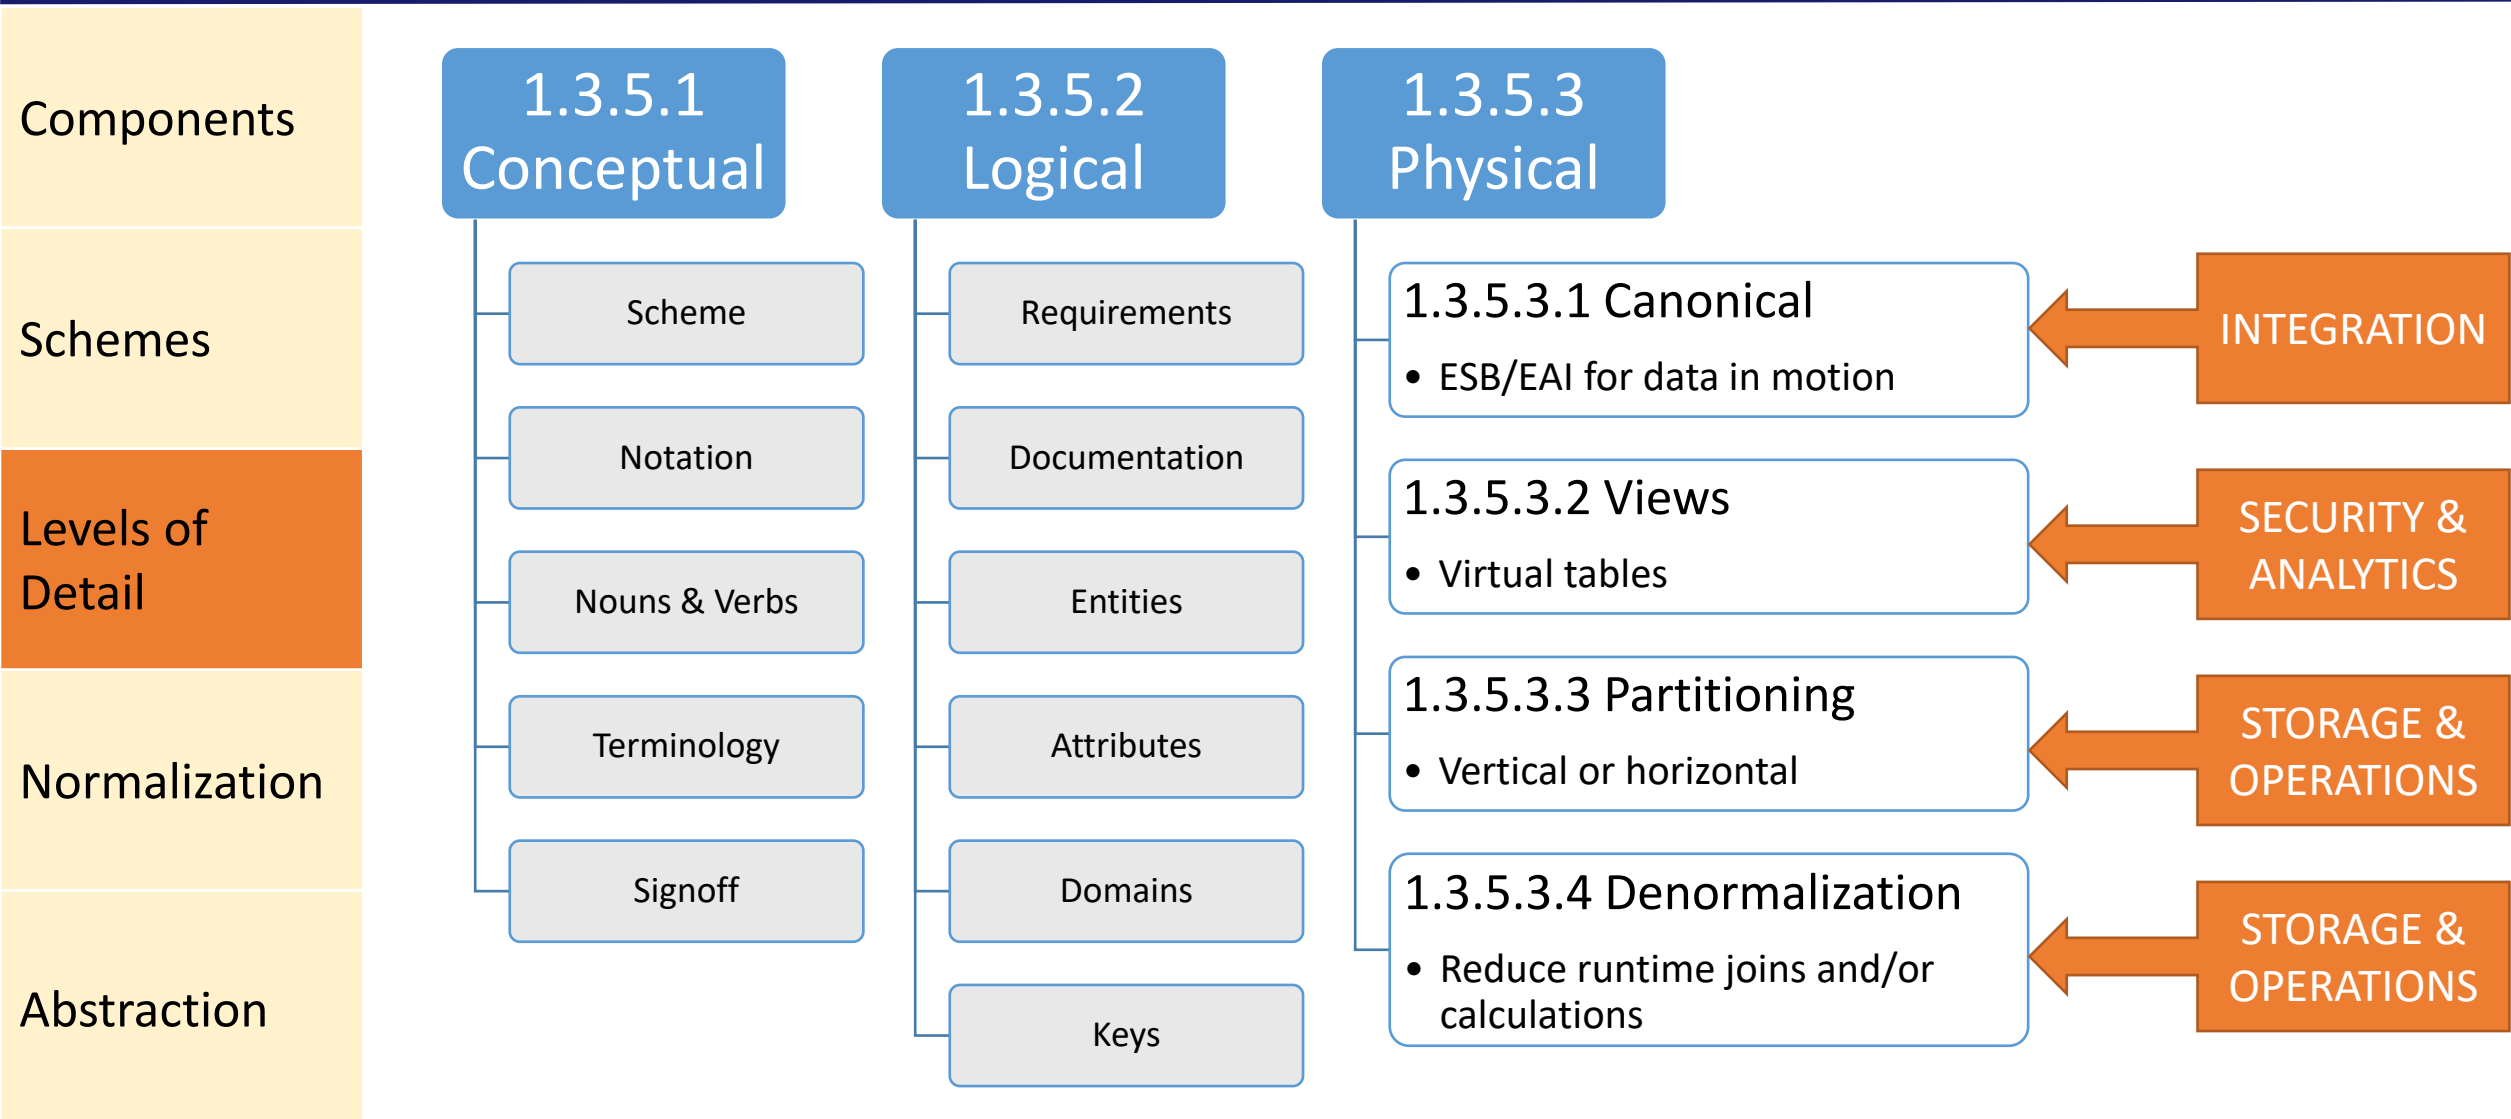 Components
Schemes
Levels of
Detail
Normalization
Abstraction
1.3.5.1
Conceptual
Scheme
Notation
Nouns & Verbs
Terminology
Signoff
1.3.5.2
Logical
Requirements
Documentation
Entities
Attributes
Domains
Keys
1.3.5.3
Physical
1.3.5.3.1 Canonical
• ESB/EAI for data in motion
1.3.5.3.2 Views
• Virtual tables
1.3.5.3.3 Partitioning
• Vertical or horizontal
1.3.5.3.4 Denormalization
• Reduce runtime joins and/or
calculations
INTEGRATION
SECURITY &
ANALYTICS
STORAGE &
OPERATIONS
STORAGE &
OPERATIONS